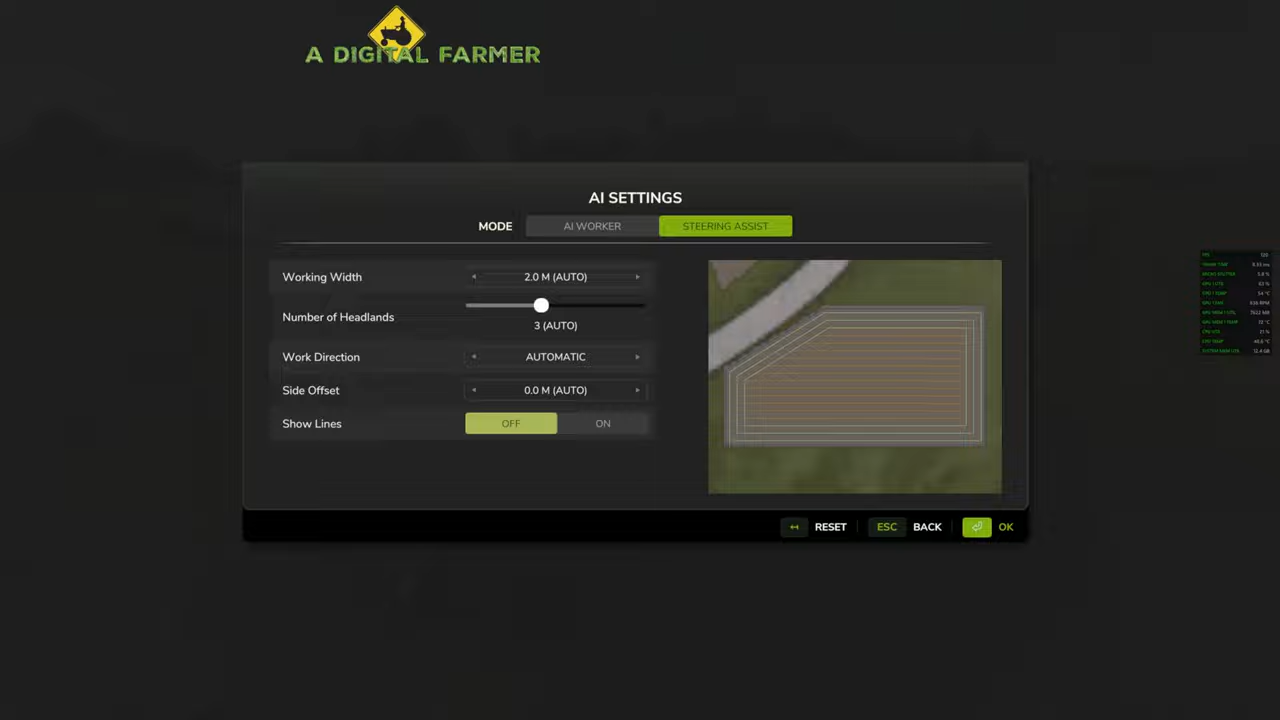 A DIGITAL FARMER
AI SETTINGS
MODE AI WORKER STEERING ASSIST
Working Width 2.0 M (AUTO)
Number of Headlands
3 (AUTO)
Work Direction AUTOMATIC
Side Offset 0.0 M (AUTO)
Show Lines OFF ON
RESET ESC BACK OK